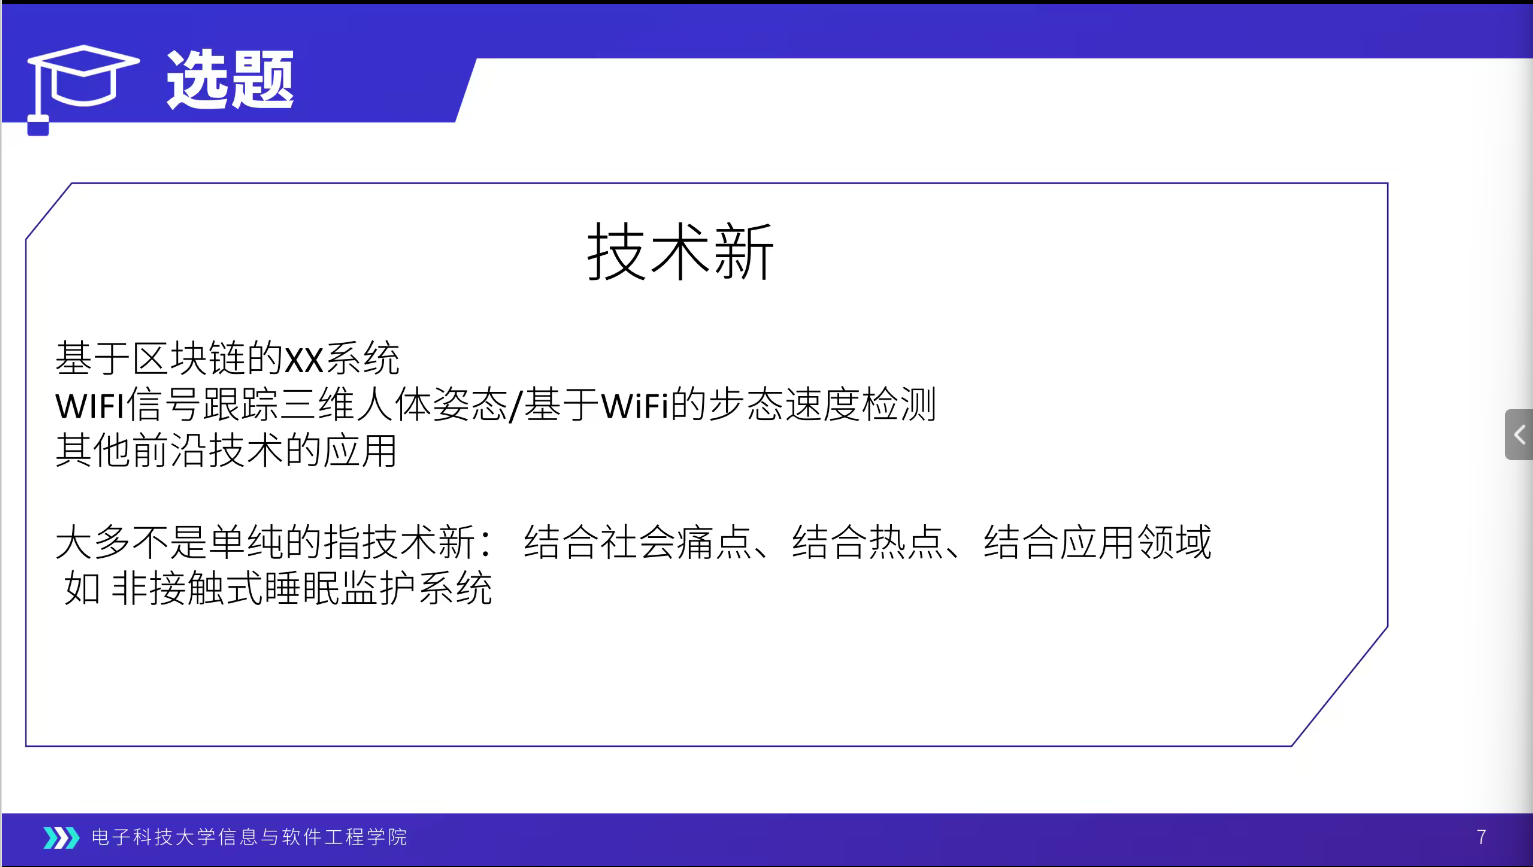 选题
技术新
基于区块链的XX系统
WIFI信号跟踪三维人体姿态/基于WiFi的步态速度检测
其他前沿技术的应用
大多不是单纯的指技术新： 结合社会痛点、结合热点、结合应用领域
如 非接触式睡眠监护系统
电子科技大学信息与软件工程学院
7